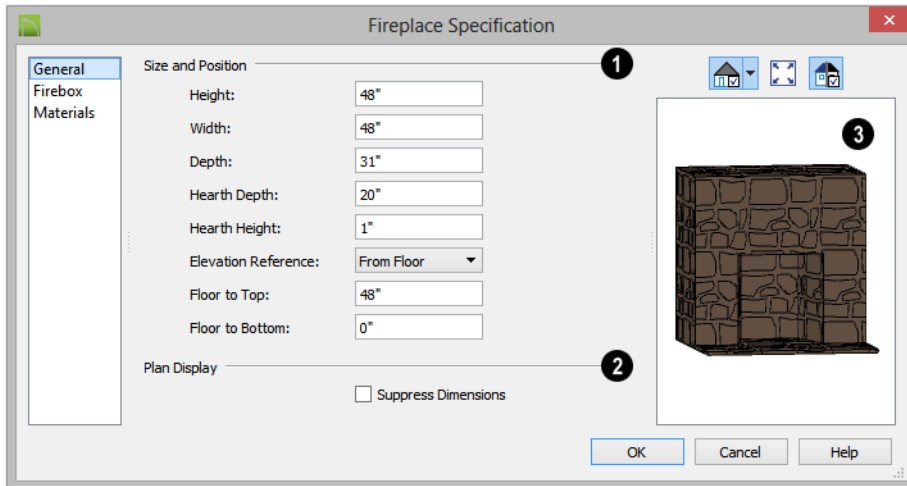 Fireplace Specification
General
Firebox
Materials
Size and Position
1
Height: 48"
Width: 48"
Depth: 31"
Hearth Depth: 20"
Hearth Height: 1"
Elevation Reference: From Floor
Floor to Top: 48"
Floor to Bottom: 0"
Plan Display
2
Suppress Dimensions
3
OK Cancel Help